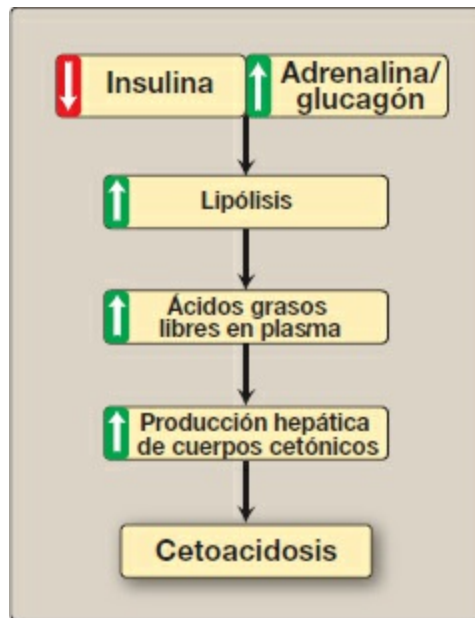 Insulina
Adrenalina/
glucagón
Lipólisis
Ácidos grasos
libres en plasma
Producción hepática
de cuerpos cetónicos
Cetoacidosis